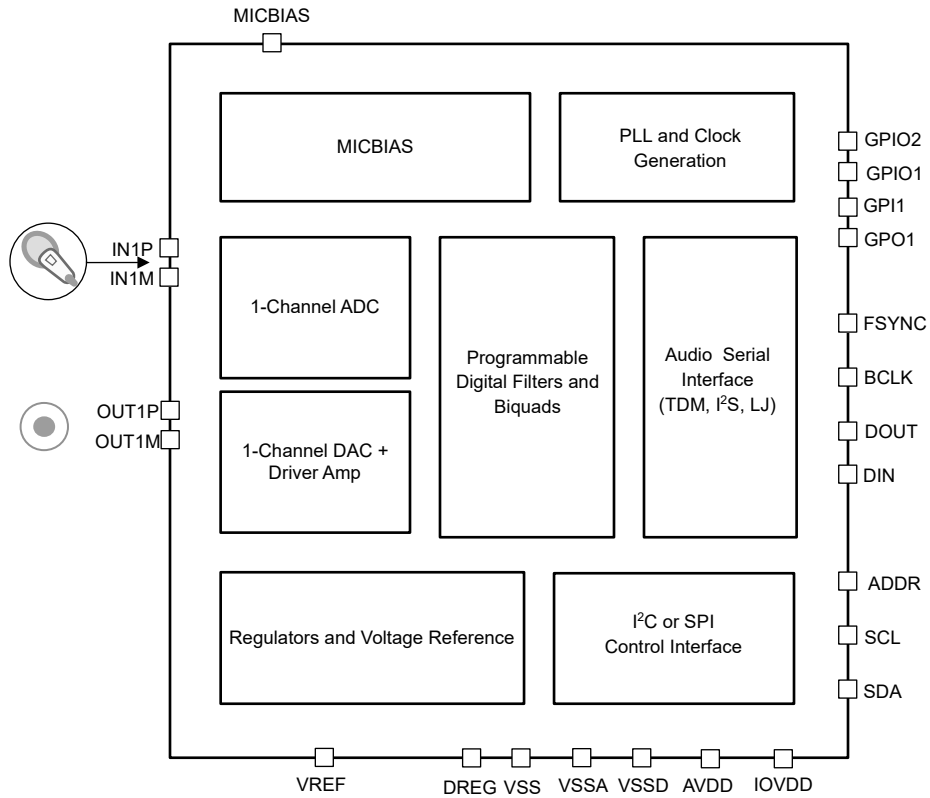 MICBIAS
MICBIAS
PLL and Clock
Generation
GPIO2
GPIO1
GPI1
GPO1
IN1P
IN1M
1-Channel ADC
Programmable
Digital Filters and
Biquads
Audio Serial
Interface
(TDM, I²S, LJ)
FSYNC
BCLK
DOUT
DIN
OUT1P
OUT1M
1-Channel DAC +
Driver Amp
Regulators and Voltage Reference
I²C or SPI
Control Interface
ADDR
SCL
SDA
VREF
DREG
VSS
VSSA
VSSD
AVDD
IOVDD